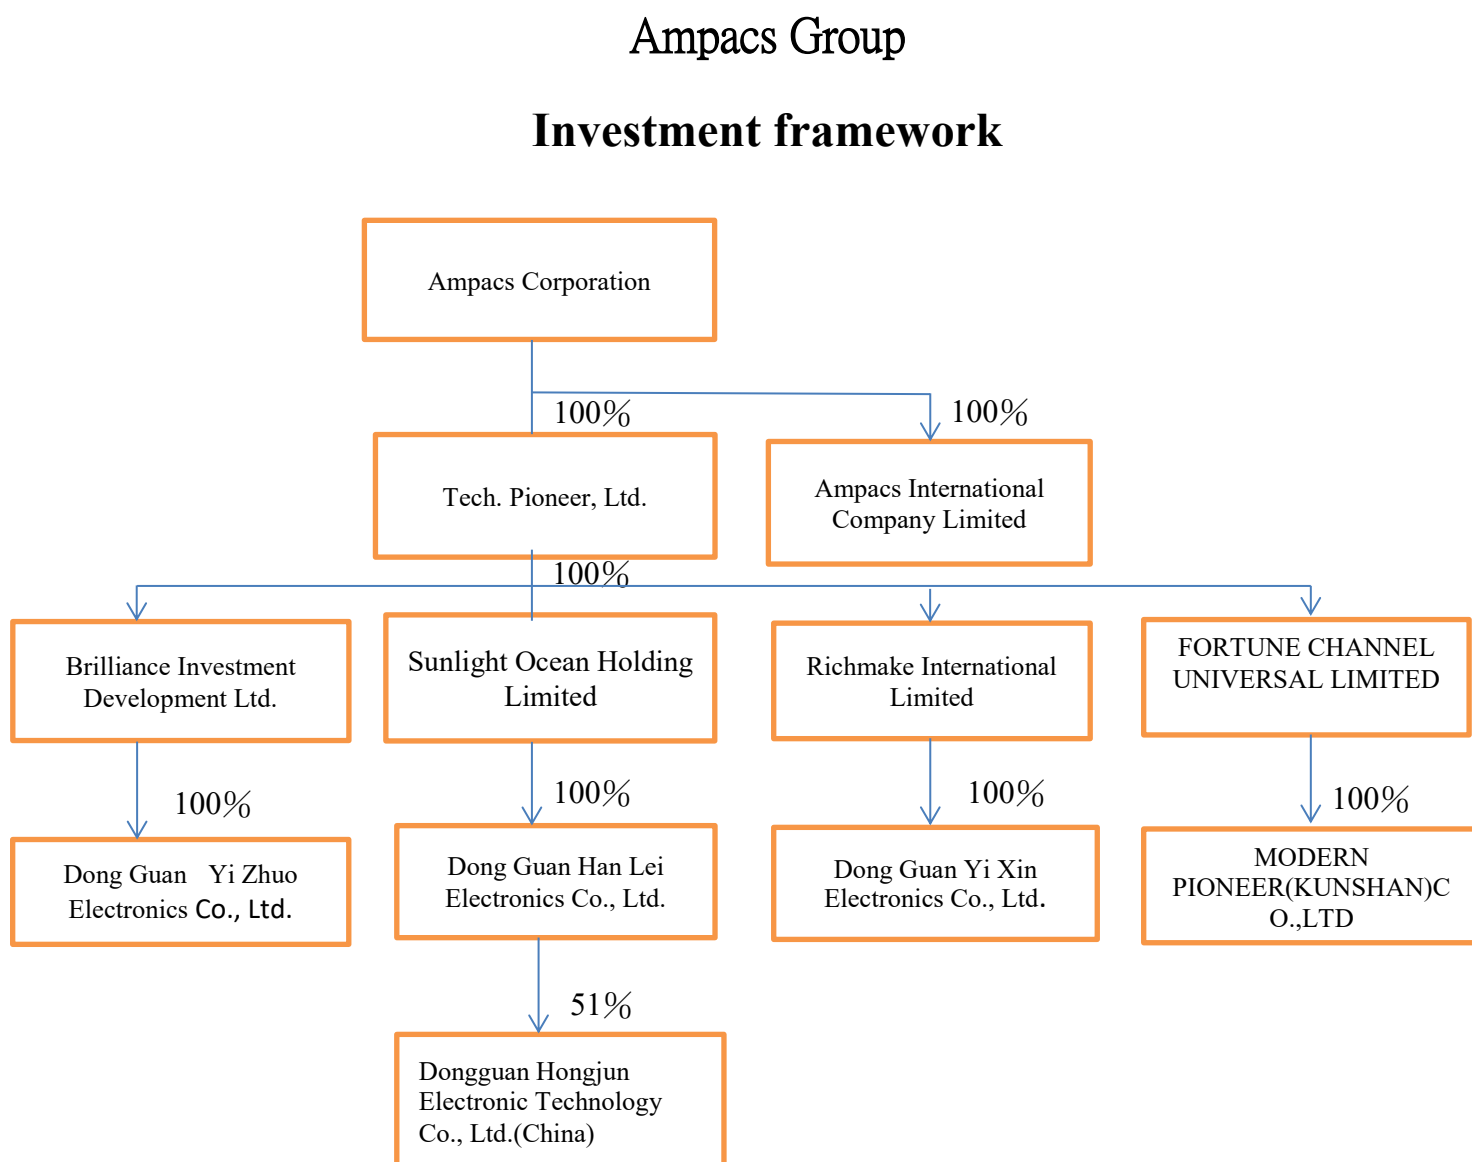 Ampacs Group
Investment framework
Ampacs Corporation
100%
100%
Tech. Pioneer, Ltd.
Ampacs International
Company Limited
100%
Brilliance Investment
Development Ltd.
Sunlight Ocean Holding
Limited
Richmake International
Limited
FORTUNE CHANNEL
UNIVERSAL LIMITED
100%
100%
100%
100%
Dong Guan   Yi Zhuo
Electronics Co., Ltd.
Dong Guan Han Lei
Electronics Co., Ltd.
Dong Guan Yi Xin
Electronics Co., Ltd.
MODERN
PIONEER(KUNSHAN)C
O.,LTD
51%
Dongguan Hongjun
Electronic Technology
Co., Ltd.(China)